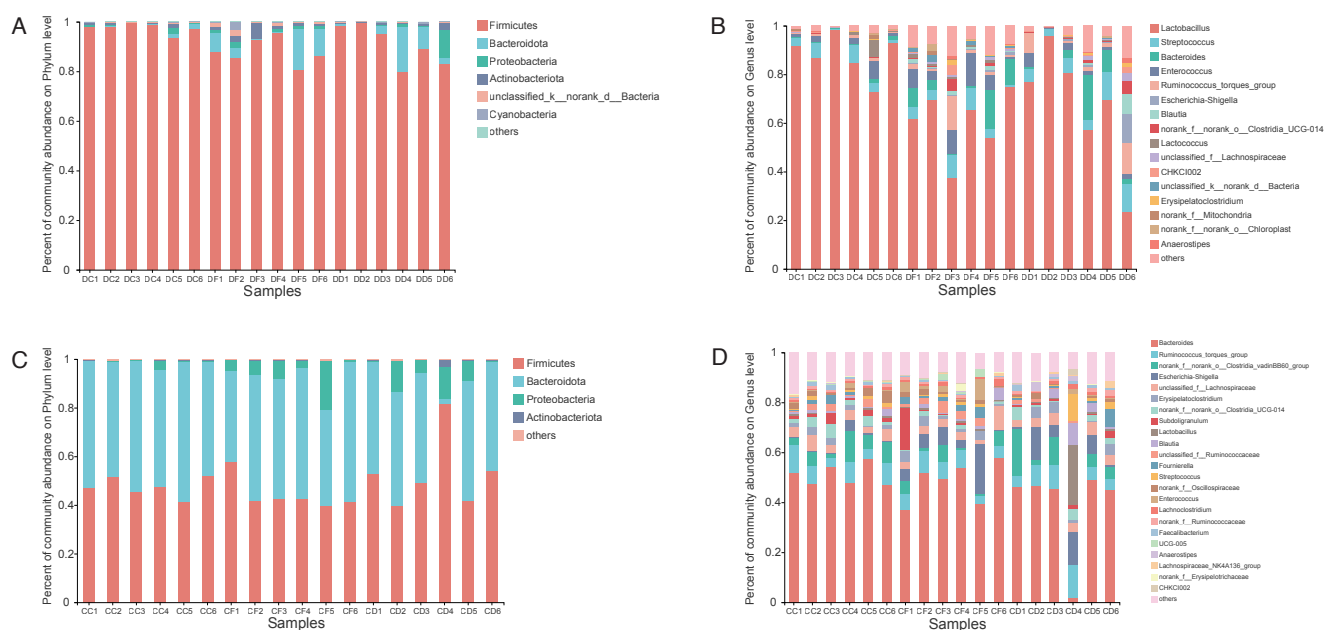 A
Percent of community abundance on Phylum level
1
0.8
0.6
0.4
0.2
0
DC1 DC2 DC3 DC4 DC5 DC6 DF1 DF2 DF3 DF4 DF5 DF6 DD1 DD2 DD3 DD4 DD5 DD6
Samples
Firmicutes
Bacteroidota
Proteobacteria
Actinobacteriota
unclassified_k__norank_d__Bacteria
Cyanobacteria
others
B
Percent of community abundance on Genus level
1
0.8
0.6
0.4
0.2
0
DC1 DC2 DC3 DC4 DC5 DC6 DF1 DF2 DF3 DF4 DF5 DF6 DD1 DD2 DD3 DD4 DD5 DD6
Samples
Lactobacillus
Streptococcus
Bacteroides
Enterococcus
Ruminococcus_torques_group
Escherichia-Shigella
Blautia
norank_f__norank_o__Clostridia_UCG-014
Lactococcus
unclassified_f__Lachnospiraceae
CHKCI002
unclassified_k__norank_d__Bacteria
Erysipelatoclostridium
norank_f__Mitochondria
norank_f__norank_o__Chloroplast
Anaerostipes
others
C
Percent of community abundance on Phylum level
1
0.8
0.6
0.4
0.2
0
CC1 CC2 CC3 CC4 CC5 CC6 CF1 CF2 CF3 CF4 CF5 CF6 CD1 CD2 CD3 CD4 CD5 CD6
Samples
Firmicutes
Bacteroidota
Proteobacteria
Actinobacteriota
others
D
Percent of community abundance on Genus level
1
0.8
0.6
0.4
0.2
0
CC1 CC2 CC3 CC4 CC5 CC6 CF1 CF2 CF3 CF4 CF5 CF6 CD1 CD2 CD3 CD4 CD5 CD6
Samples
Bacteroides
Ruminococcus_torques_group
norank_f__norank_o__Clostridia_vadinBB60_group
Escherichia-Shigella
unclassified_f__Lachnospiraceae
Erysipelatoclostridium
norank_f__norank_o__Clostridia_UCG-014
Subdoligranulum
Lactobacillus
Blautia
unclassified_f__Ruminococcaceae
Fournierella
Streptococcus
norank_f__Oscillospiraceae
Enterococcus
Lachnoclostridium
norank_f__Ruminococcaceae
Faecalibacterium
UCG-005
Anaerostipes
Lachnospiraceae_NK4A136_group
norank_f__Erysipelotrichaceae
CHKCI002
others